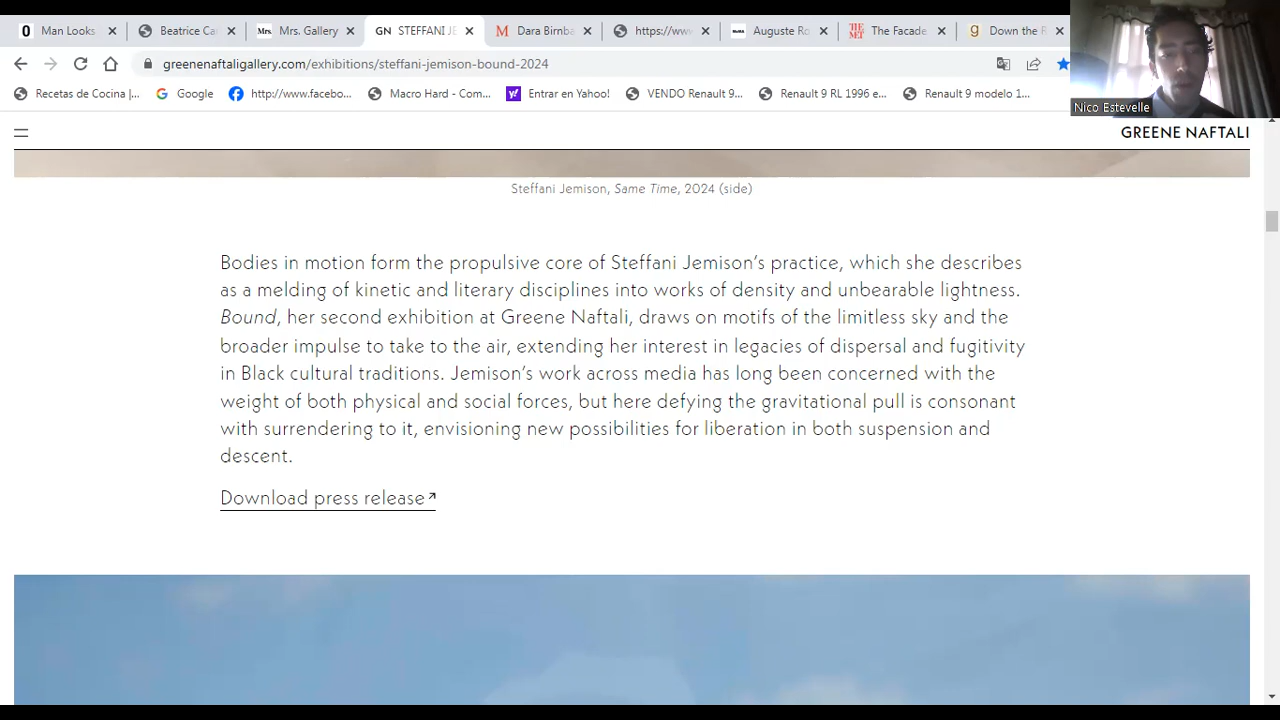 Man Looks
Beatrice Ca
Mrs. Mrs. Gallery
GN STEFFANI JE
Dara Birnba
https://www
Auguste Ro
THE MET The Facade
Down the R
greenenaftaligallery.com/exhibitions/steffani-jemison-bound-2024
Recetas de Cocina |...
Google
http://www.facebo...
Macro Hard - Com...
Entrar en Yahoo!
VENDO Renault 9...
Renault 9 RL 1996 e...
Renault 9 modelo 1...
Nico Estevelle
GREENE NAFTALI
Steffani Jemison, Same Time, 2024 (side)
Bodies in motion form the propulsive core of Steffani Jemison’s practice, which she describes
as a melding of kinetic and literary disciplines into works of density and unbearable lightness.
Bound, her second exhibition at Greene Naftali, draws on motifs of the limitless sky and the
broader impulse to take to the air, extending her interest in legacies of dispersal and fugitivity
in Black cultural traditions. Jemison’s work across media has long been concerned with the
weight of both physical and social forces, but here defying the gravitational pull is consonant
with surrendering to it, envisioning new possibilities for liberation in both suspension and
descent.
Download press release